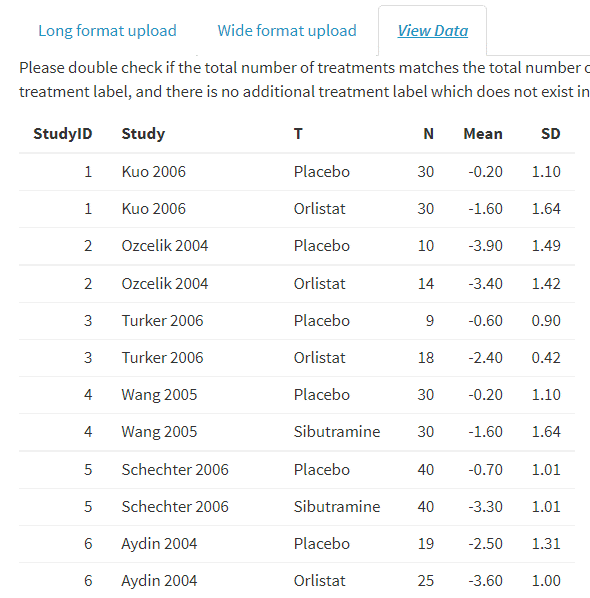 Long format upload Wide format upload View Data
Please double check if the total number of treatments matches the total number
treatment label, and there is no additional treatment label which does not exist in
StudyID Study T N Mean SD
1 Kuo 2006 Placebo 30 -0.20 1.10
1 Kuo 2006 Orlistat 30 -1.60 1.64
2 Ozcelik 2004 Placebo 10 -3.90 1.49
2 Ozcelik 2004 Orlistat 14 -3.40 1.42
3 Turker 2006 Placebo 9 -0.60 0.90
3 Turker 2006 Orlistat 18 -2.40 0.42
4 Wang 2005 Placebo 30 -0.20 1.10
4 Wang 2005 Sibutramine 30 -1.60 1.64
5 Schechter 2006 Placebo 40 -0.70 1.01
5 Schechter 2006 Sibutramine 40 -3.30 1.01
6 Aydin 2004 Placebo 19 -2.50 1.31
6 Aydin 2004 Orlistat 25 -3.60 1.00